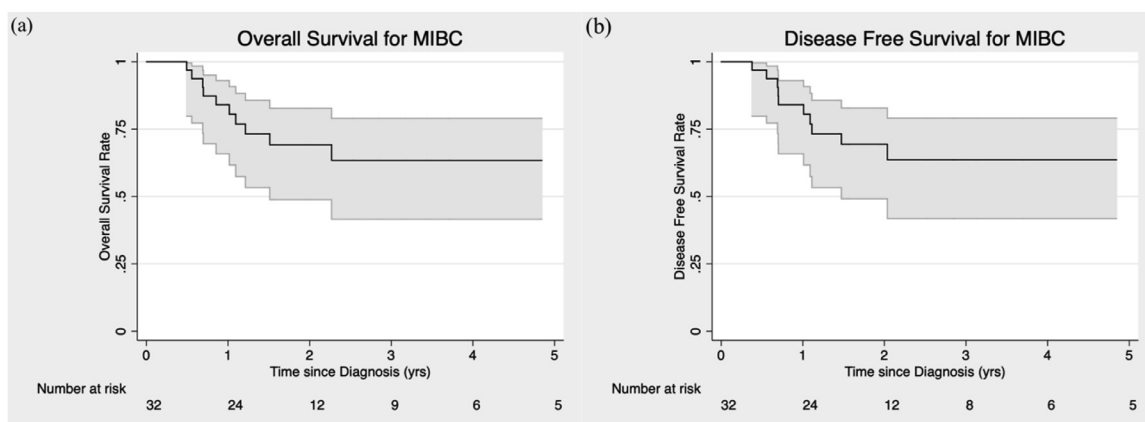 (a)
Overall Survival for MIBC
Overall Survival Rate
1
.75
.5
.25
0
0 1 2 3 4 5
Time since Diagnosis (yrs)
Number at risk
32 24 12 9 6 5
(b)
Disease Free Survival for MIBC
Disease Free Survival Rate
1
.75
.5
.25
0
0 1 2 3 4 5
Time since Diagnosis (yrs)
Number at risk
32 24 12 8 6 5